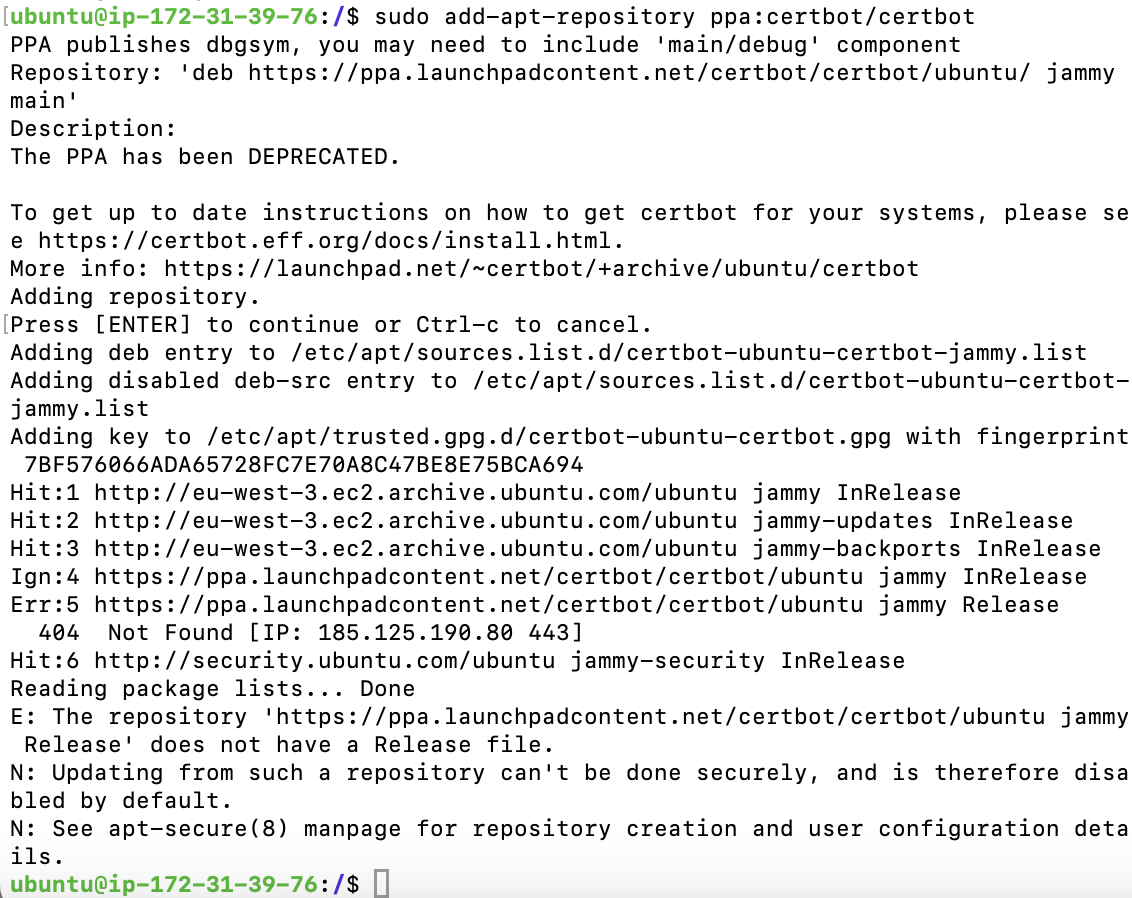 ubuntu@ip-172-31-39-76:/$ sudo add-apt-repository ppa:certbot/certbot
PPA publishes dbgsym, you may need to include 'main/debug' component
Repository: 'deb https://ppa.launchpadcontent.net/certbot/certbot/ubuntu/ jammy
main'
Description:
The PPA has been DEPRECATED.

To get up to date instructions on how to get certbot for your systems, please se
e https://certbot.eff.org/docs/install.html.
More info: https://launchpad.net/~certbot/+archive/ubuntu/certbot
Adding repository.
Press [ENTER] to continue or Ctrl-c to cancel.
Adding deb entry to /etc/apt/sources.list.d/certbot-ubuntu-certbot-jammy.list
Adding disabled deb-src entry to /etc/apt/sources.list.d/certbot-ubuntu-certbot-
jammy.list
Adding key to /etc/apt/trusted.gpg.d/certbot-ubuntu-certbot.gpg with fingerprint
 7BF576066ADA65728FC7E70A8C47BE8E75BCA694
Hit:1 http://eu-west-3.ec2.archive.ubuntu.com/ubuntu jammy InRelease
Hit:2 http://eu-west-3.ec2.archive.ubuntu.com/ubuntu jammy-updates InRelease
Hit:3 http://eu-west-3.ec2.archive.ubuntu.com/ubuntu jammy-backports InRelease
Ign:4 https://ppa.launchpadcontent.net/certbot/certbot/ubuntu jammy InRelease
Err:5 https://ppa.launchpadcontent.net/certbot/certbot/ubuntu jammy Release
  404  Not Found [IP: 185.125.190.80 443]
Hit:6 http://security.ubuntu.com/ubuntu jammy-security InRelease
Reading package lists... Done
E: The repository 'https://ppa.launchpadcontent.net/certbot/certbot/ubuntu jammy
 Release' does not have a Release file.
N: Updating from such a repository can't be done securely, and is therefore disa
bled by default.
N: See apt-secure(8) manpage for repository creation and user configuration deta
ils.
ubuntu@ip-172-31-39-76:/$